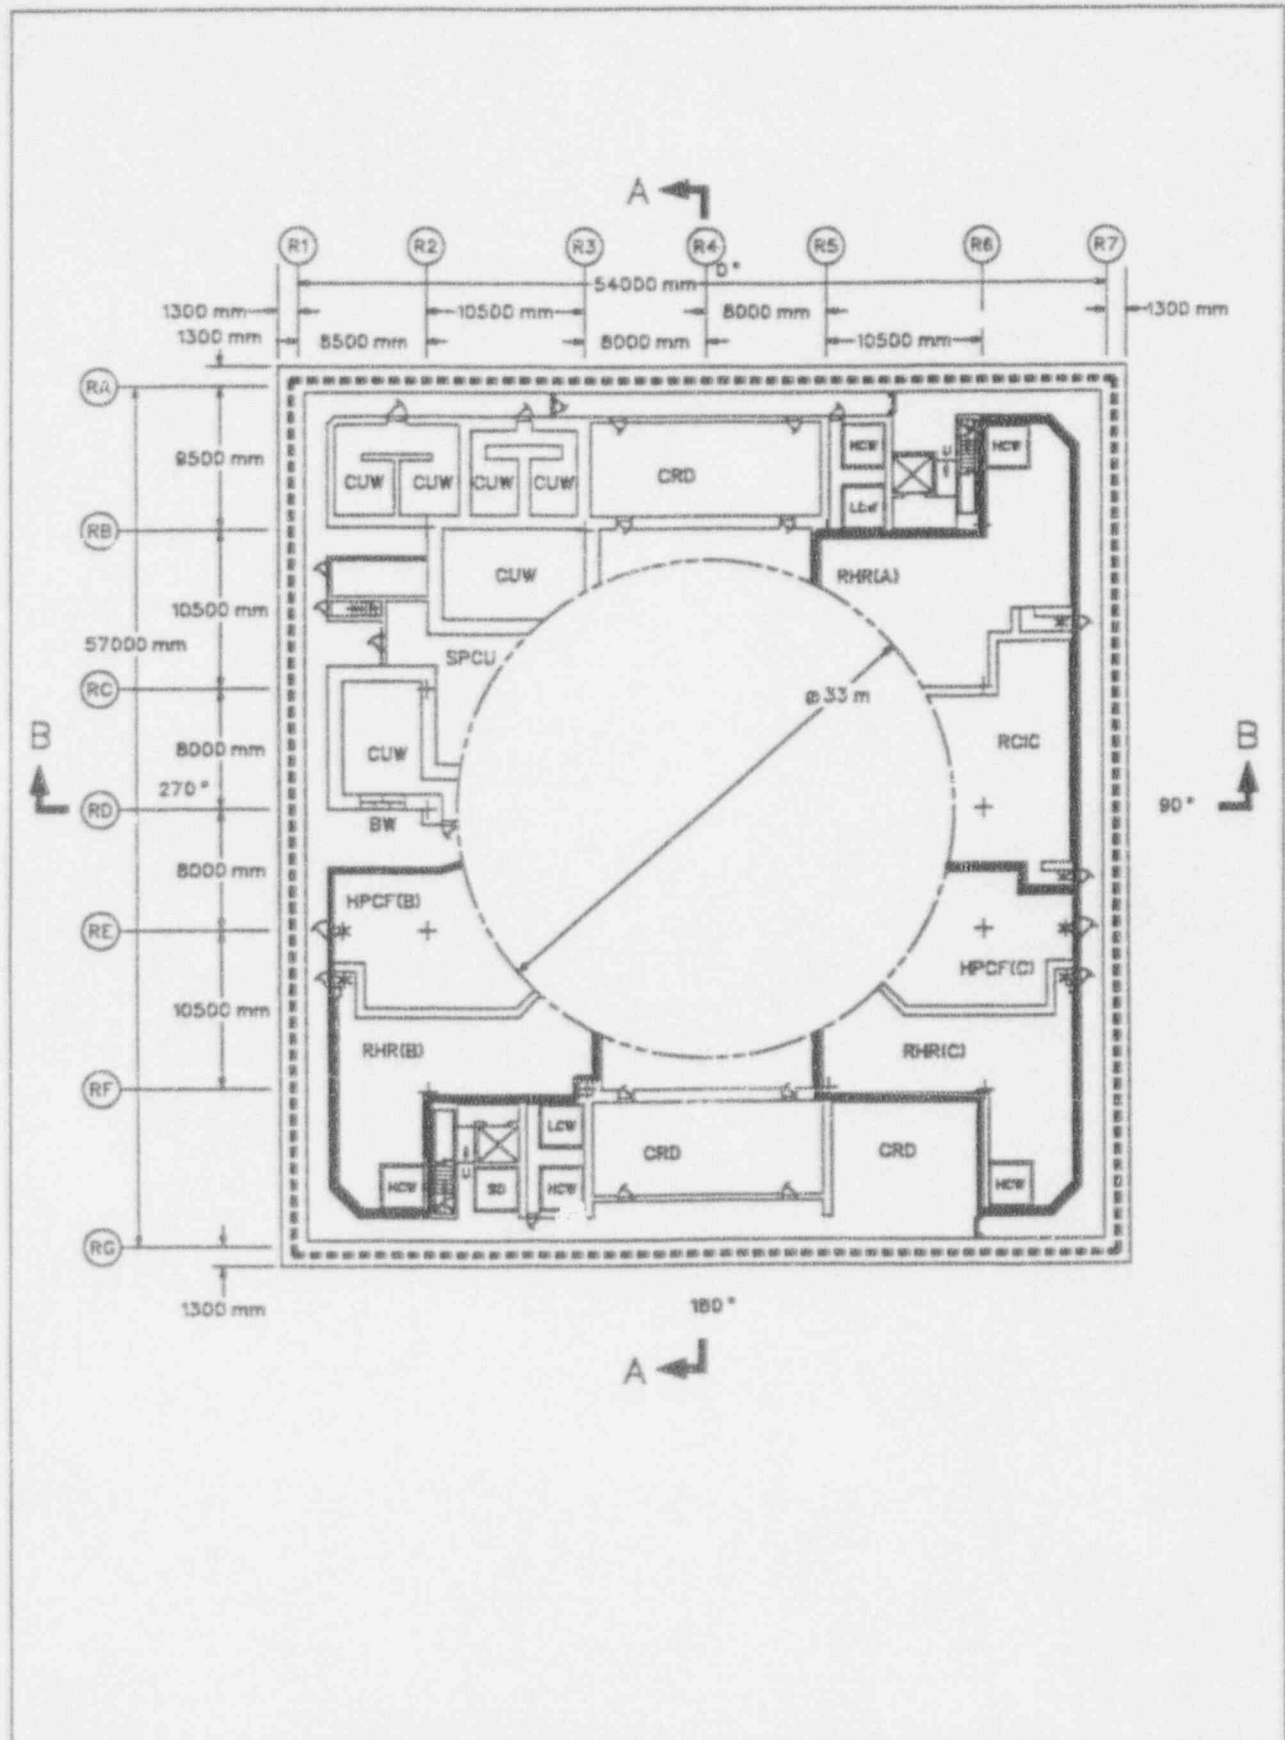 A
R1 R2 R3 R4 R5 R6 R7
0°
54000 mm
1300 mm 10500 mm 8000 mm 1300 mm
1300 mm 8500 mm 8000 mm 10500 mm
RA
9500 mm
CUW CUW CUW CUW CRD HCW HCW
LCW
RB
CUW RHR(A)
10500 mm
57000 mm
SPCU
RC
ø 33 m
B RCIC B
8000 mm CUW
270°
RD 90°
BW
8000 mm
HPCF(B)
RE
HPCF(C)
10500 mm
RHR(B) RHR(C)
RF
LCW
CRD CRD
U
HCW SD HCW HCW
RG
1300 mm
180°
A